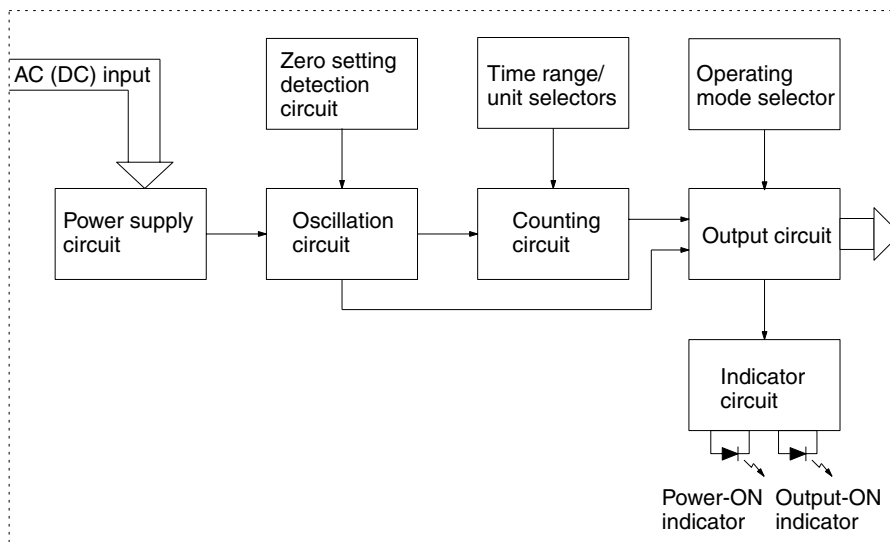 AC (DC) input
Zero setting
detection
circuit
Time range/
unit selectors
Operating
mode selector
Power supply
circuit
Oscillation
circuit
Counting
circuit
Output circuit
Indicator
circuit
Power-ON
indicator
Output-ON
indicator